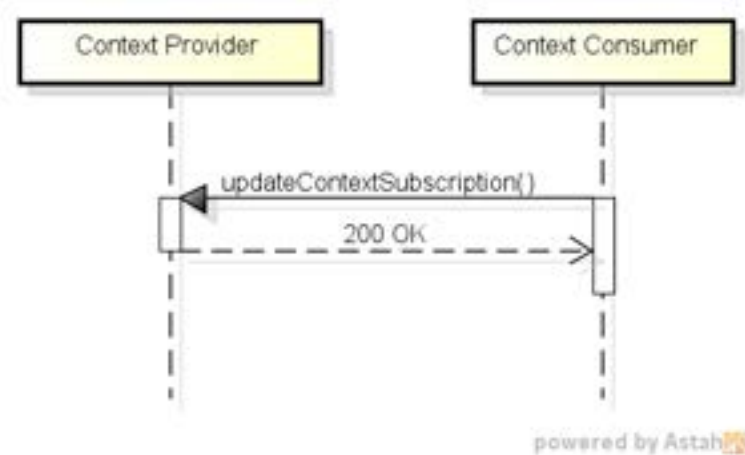 Context Provider
Context Consumer
updateContextSubscription()
200 OK
powered by Astah